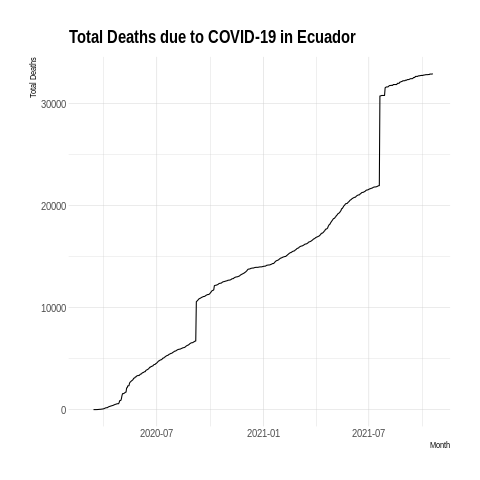 Total Deaths due to COVID-19 in Ecuador
Total Deaths
30000
20000
10000
0
2020-07
2021-01
2021-07
Month